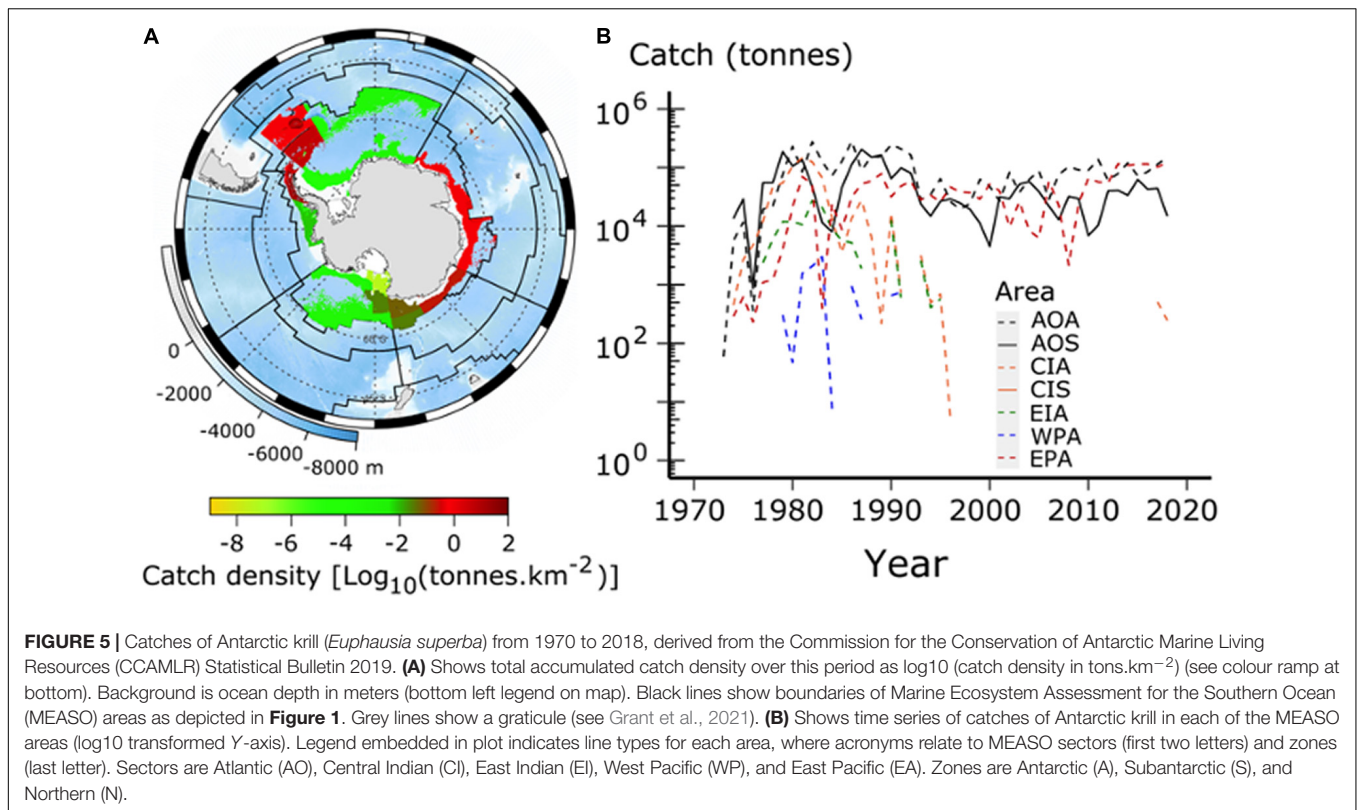 A
0
-2000
-4000
-6000
-8000 m
-8 -6 -4 -2 0 2
Catch density [Log10(tonnes.km−2)]
B
Catch (tonnes)
10^6
10^4
10^2
10^0
Area
AOA
AOS
CIA
CIS
EIA
WPA
EPA
1970 1980 1990 2000 2010 2020
Year
FIGURE 5 | Catches of Antarctic krill (Euphausia superba) from 1970 to 2018, derived from the Commission for the Conservation of Antarctic Marine Living
Resources (CCAMLR) Statistical Bulletin 2019. (A) Shows total accumulated catch density over this period as log10 (catch density in tons.km−2) (see colour ramp at
bottom). Background is ocean depth in meters (bottom left legend on map). Black lines show boundaries of Marine Ecosystem Assessment for the Southern Ocean
(MEASO) areas as depicted in Figure 1. Grey lines show a graticule (see Grant et al., 2021). (B) Shows time series of catches of Antarctic krill in each of the MEASO
areas (log10 transformed Y-axis). Legend embedded in plot indicates line types for each area, where acronyms relate to MEASO sectors (first two letters) and zones
(last letter). Sectors are Atlantic (AO), Central Indian (CI), East Indian (EI), West Pacific (WP), and East Pacific (EA). Zones are Antarctic (A), Subantarctic (S), and
Northern (N).